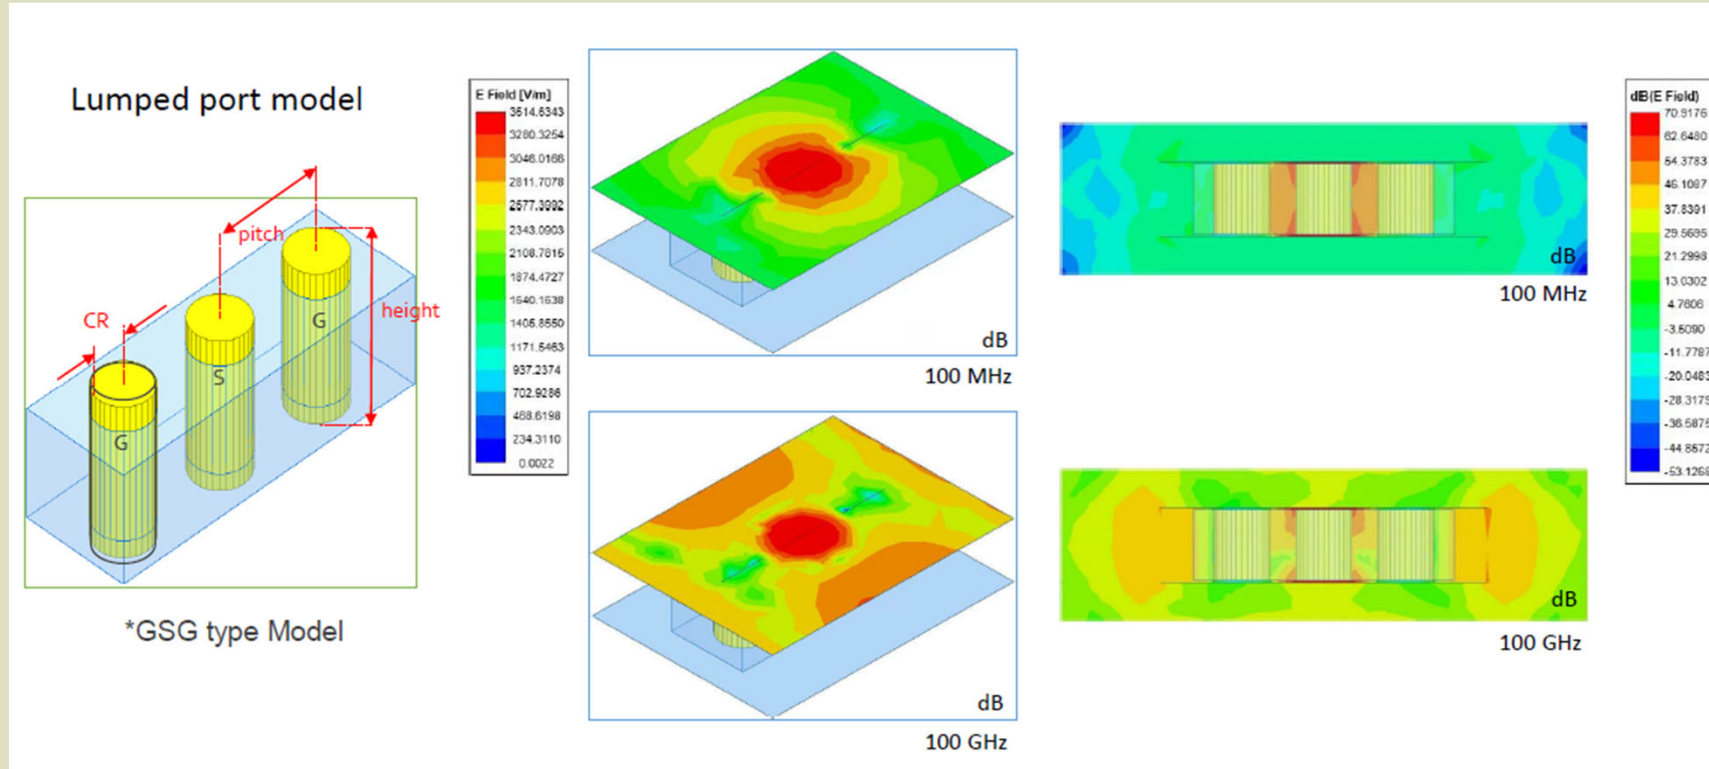 Lumped port model
pitch
CR
height
G
S
G
*GSG type Model
E Field [V/m]
3614.6343
3280.3254
3046.0166
2811.7078
2577.3992
2343.0903
2108.7815
1874.4727
1640.1638
1405.8550
1171.5463
937.2374
702.9286
468.6198
234.3110
0.0022
dB
100 MHz
dB
100 GHz
dB
100 MHz
dB
100 GHz
dB(E Field)
70.9176
62.6480
54.3783
46.1087
37.8391
29.5695
21.2998
13.0302
4.7606
-3.5090
-11.7787
-20.0483
-28.3179
-36.5875
-44.8572
-53.1268